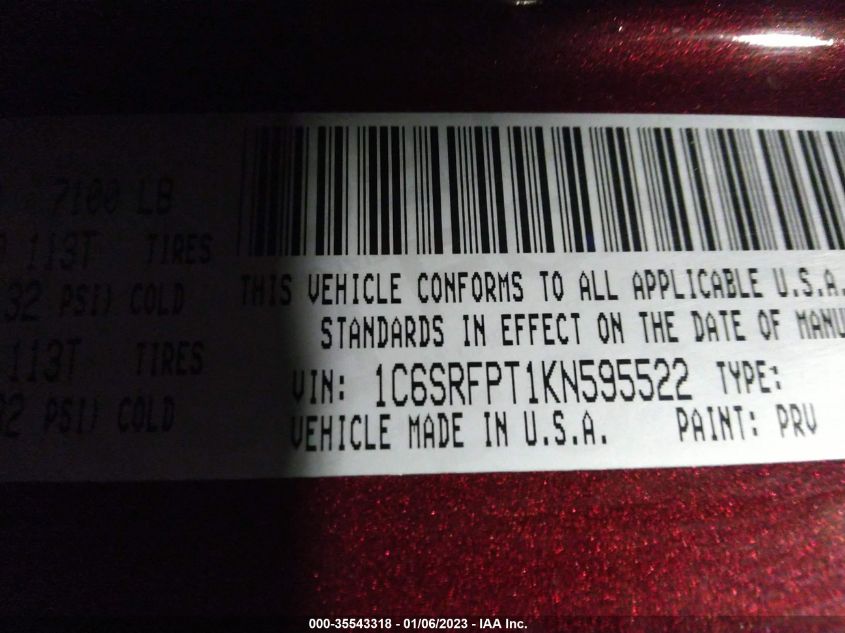 7100 LB
113T TIRES
32 PSI) COLD
THIS VEHICLE CONFORMS TO ALL APPLICABLE U.S.A.
STANDARDS IN EFFECT ON THE DATE OF MANU
113T TIRES
VIN: 1C6SRFPT1KN595522 TYPE:
32 PSI) COLD
VEHICLE MADE IN U.S.A. PAINT: PRV
000-35543318 - 01/06/2023 - IAA Inc.